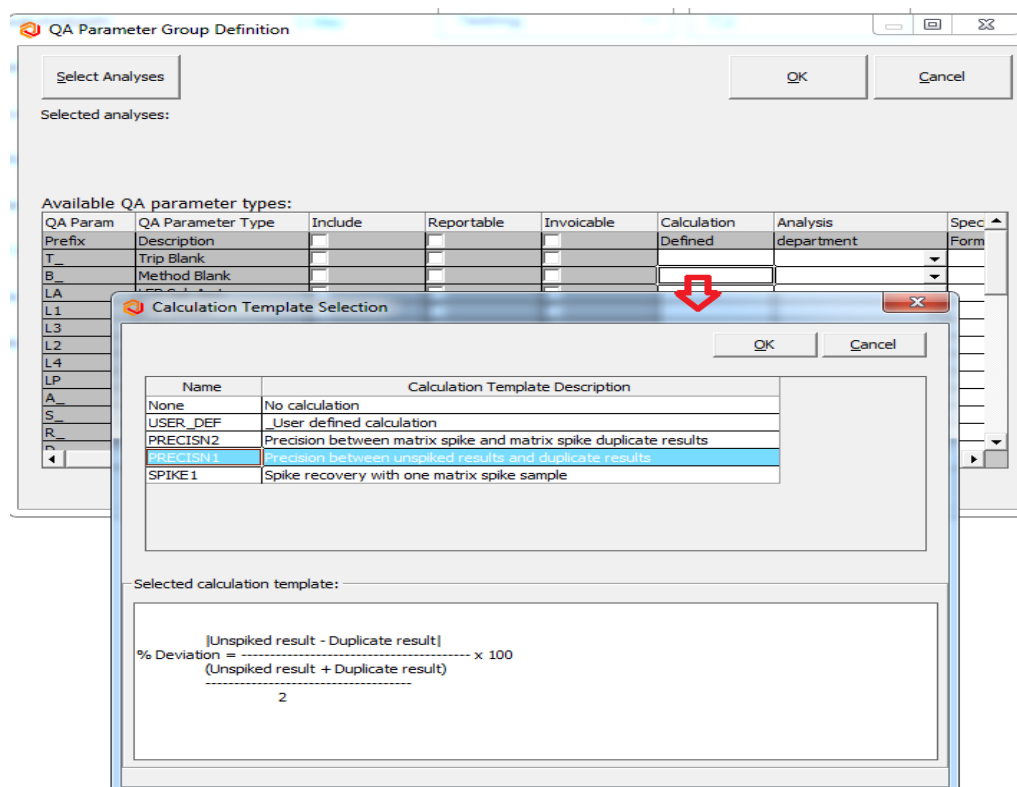 QA Parameter Group Definition
Select Analyses OK Cancel
Selected analyses:
Available QA parameter types:
QA Param QA Parameter Type Include Reportable Invoicable Calculation Analysis Spec
Prefix Description Defined department Form
T_ Trip Blank
B_ Method Blank
LA
L1
L3
L2
L4
LP
A_
S_
R_
Calculation Template Selection
OK Cancel
Name Calculation Template Description
None No calculation
USER_DEF _User defined calculation
PRECISN2 Precision between matrix spike and matrix spike duplicate results
PRECISN1 Precision between unspiked results and duplicate results
SPIKE1 Spike recovery with one matrix spike sample
Selected calculation template:
|Unspiked result - Duplicate result|
% Deviation = ---------------------------------------- x 100
(Unspiked result + Duplicate result)
------------------------------------
2